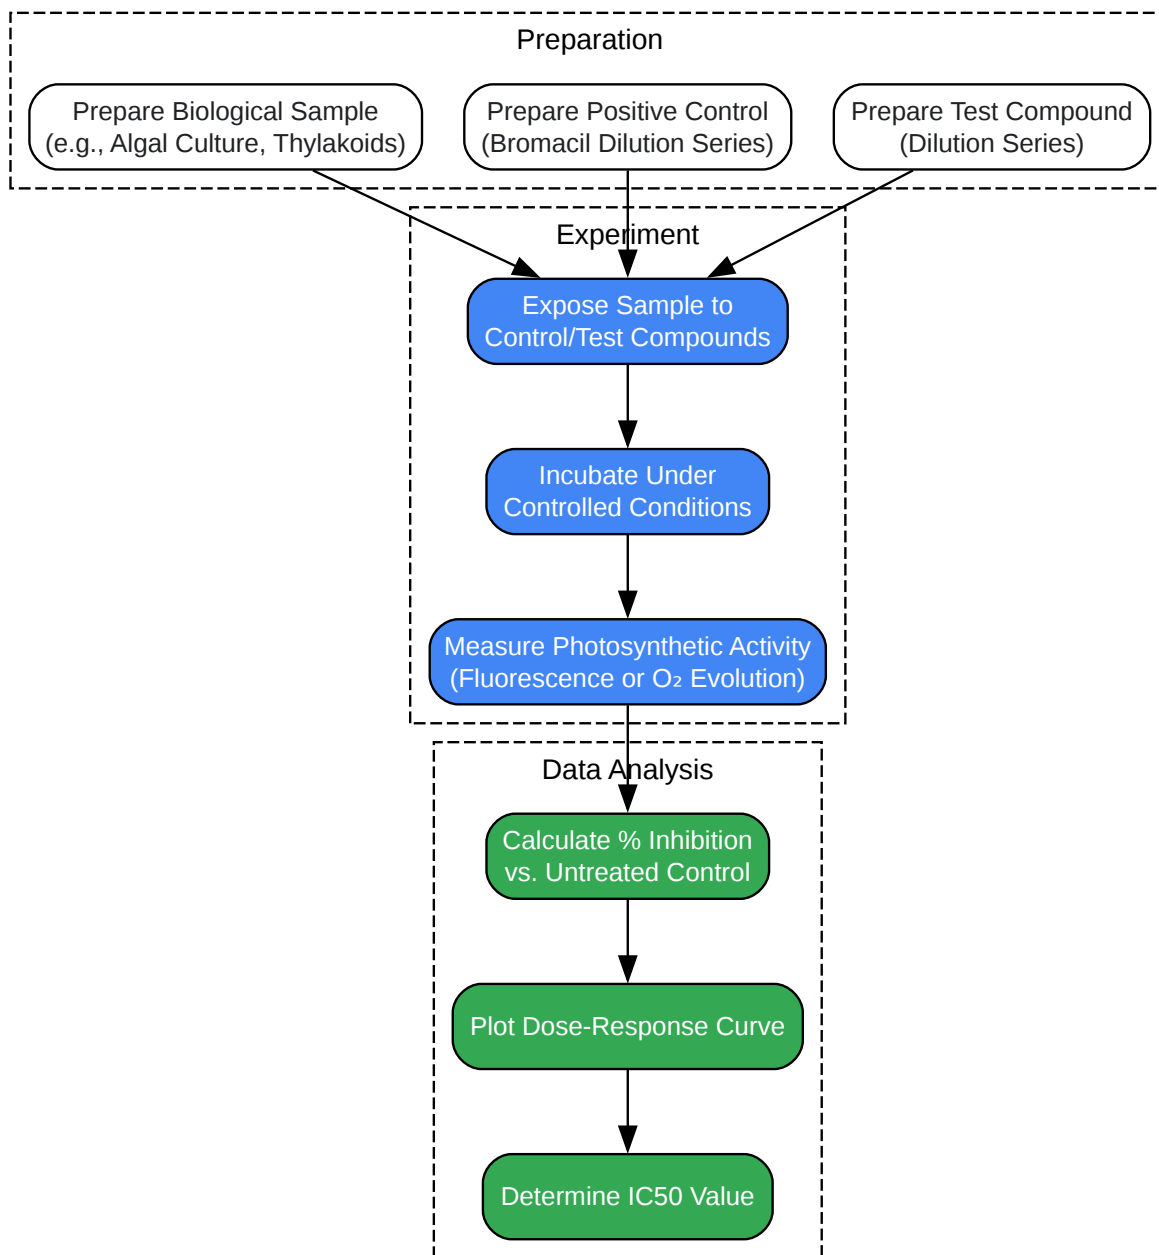 Preparation
Prepare Biological Sample
(e.g., Algal Culture, Thylakoids)
Prepare Positive Control
(Bromacil Dilution Series)
Prepare Test Compound
(Dilution Series)
Experiment
Expose Sample to
Control/Test Compounds
Incubate Under
Controlled Conditions
Measure Photosynthetic Activity
(Fluorescence or O₂ Evolution)
Data Analysis
Calculate % Inhibition
vs. Untreated Control
Plot Dose-Response Curve
Determine IC50 Value